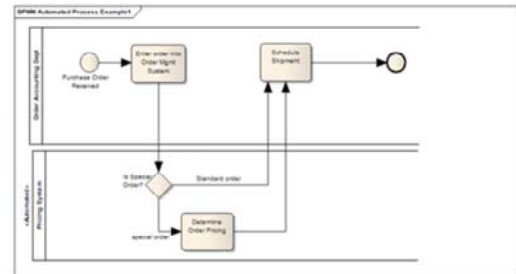 BPMN Automated Process Example1
Order Accounting Dept
Purchase Order
Received
Enter order into
Order Mgmt
System
Schedule
Shipment
«Automated»
Pricing System
Is Special
Order?
Standard order
special order
Determine
Order Pricing